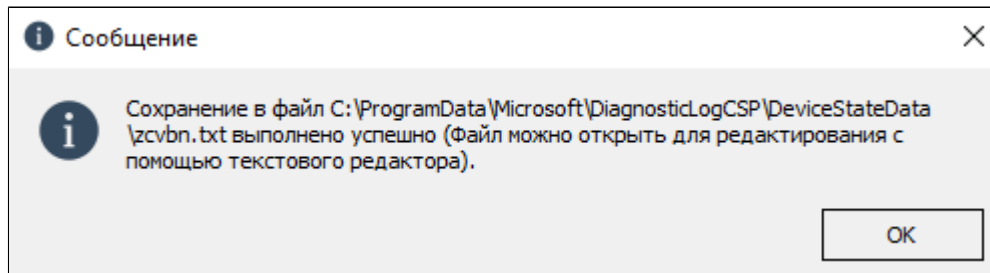 Сообщение
Сохранение в файл C:\ProgramData\Microsoft\DiagnosticLogCSP\DeviceStateData
\zcvbn.txt выполнено успешно (Файл можно открыть для редактирования с
помощью текстового редактора).
OK